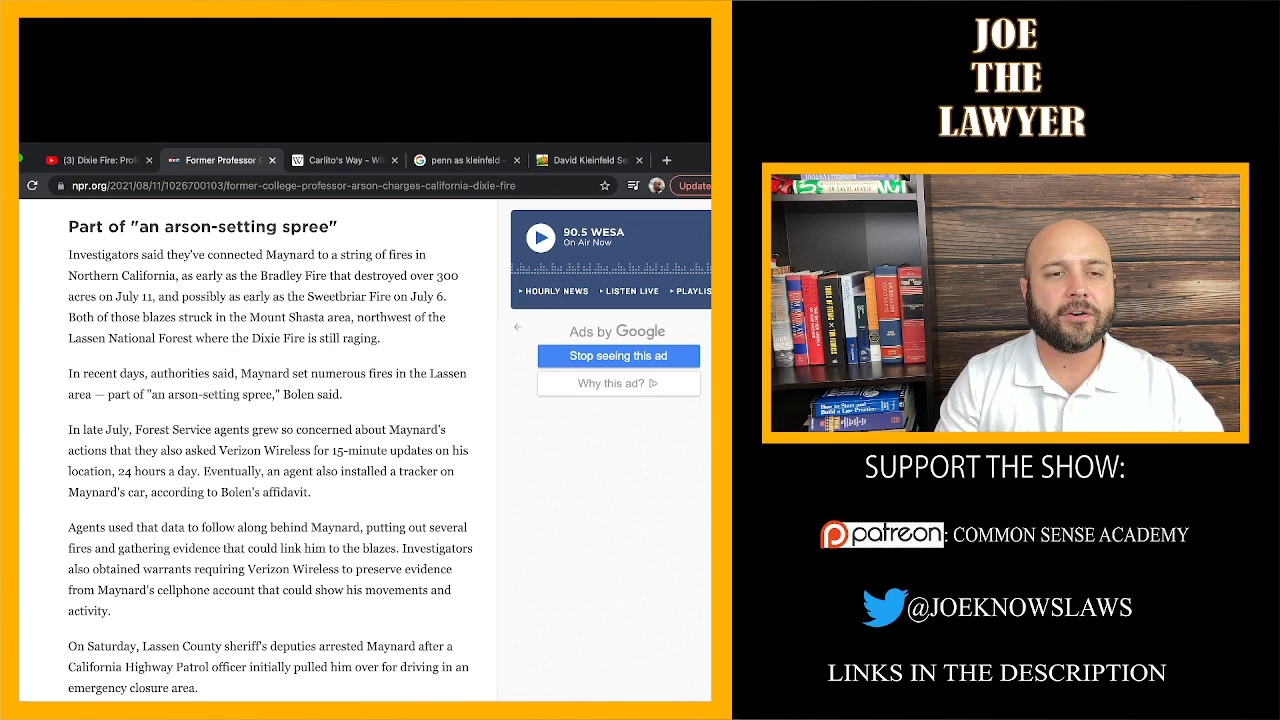 (3) Dixie Fire: Prof
Former Professor C
Carlito's Way - Wi
penn as kleinfeld -
David Kleinfeld Se
npr.org/2021/08/11/1026700103/former-college-professor-arson-charges-california-dixie-fire
Update
Part of "an arson-setting spree"
Investigators said they've connected Maynard to a string of fires in
Northern California, as early as the Bradley Fire that destroyed over 300
acres on July 11, and possibly as early as the Sweetbriar Fire on July 6.
Both of those blazes struck in the Mount Shasta area, northwest of the
Lassen National Forest where the Dixie Fire is still raging.
In recent days, authorities said, Maynard set numerous fires in the Lassen
area — part of "an arson-setting spree," Bolen said.
In late July, Forest Service agents grew so concerned about Maynard's
actions that they also asked Verizon Wireless for 15-minute updates on his
location, 24 hours a day. Eventually, an agent also installed a tracker on
Maynard's car, according to Bolen's affidavit.
Agents used that data to follow along behind Maynard, putting out several
fires and gathering evidence that could link him to the blazes. Investigators
also obtained warrants requiring Verizon Wireless to preserve evidence
from Maynard's cellphone account that could show his movements and
activity.
On Saturday, Lassen County sheriff's deputies arrested Maynard after a
California Highway Patrol officer initially pulled him over for driving in an
emergency closure area.
90.5 WESA
On Air Now
HOURLY NEWS
LISTEN LIVE
PLAYLIS
Ads by Google
Stop seeing this ad
Why this ad?
JOE
THE
LAWYER
How to Start and
Build a Law Practice
SUPPORT THE SHOW:
patreon: COMMON SENSE ACADEMY
@JOEKNOWSLAWS
LINKS IN THE DESCRIPTION